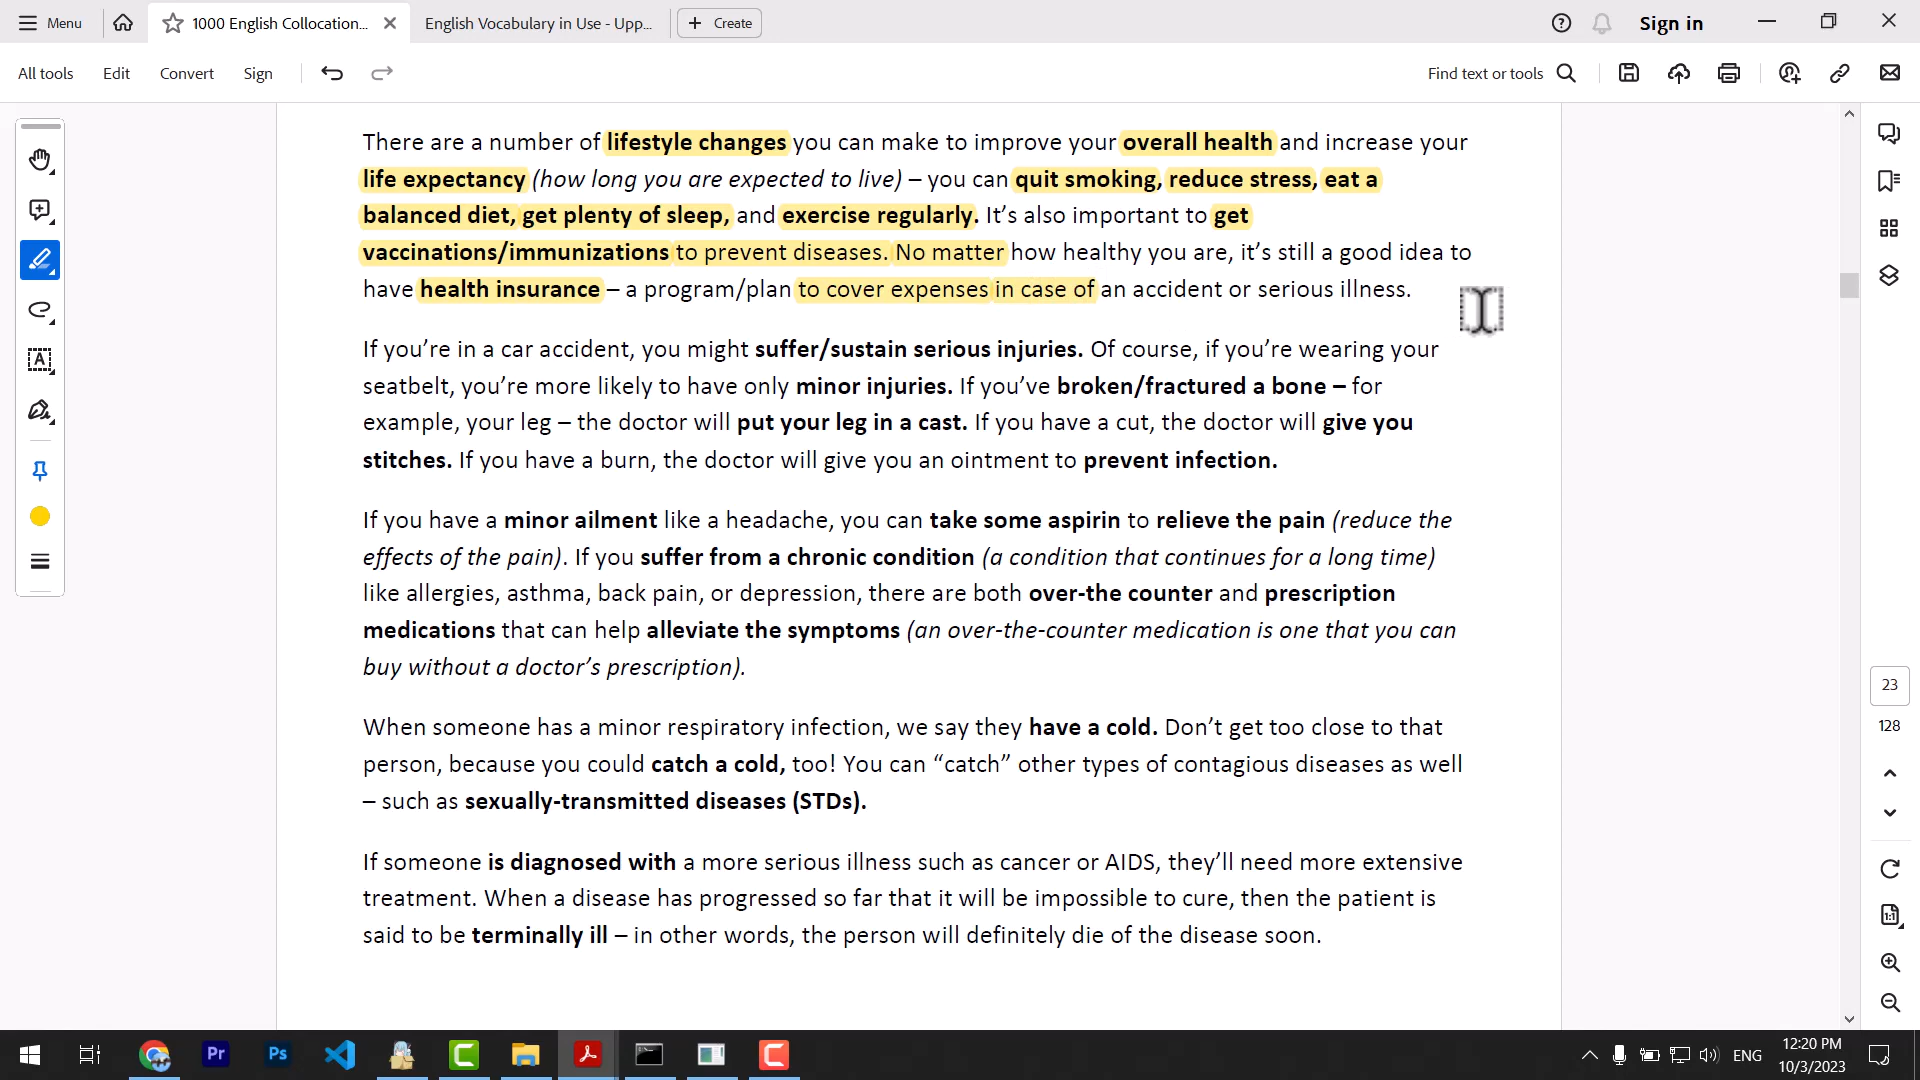 Menu
1000 English Collocation...
English Vocabulary in Use - Upp...
Create
Sign in
All tools
Edit
Convert
Sign
Find text or tools
There are a number of lifestyle changes you can make to improve your overall health and increase your
life expectancy (how long you are expected to live) – you can quit smoking, reduce stress, eat a
balanced diet, get plenty of sleep, and exercise regularly. It’s also important to get
vaccinations/immunizations to prevent diseases. No matter how healthy you are, it’s still a good idea to
have health insurance – a program/plan to cover expenses in case of an accident or serious illness.
If you’re in a car accident, you might suffer/sustain serious injuries. Of course, if you’re wearing your
seatbelt, you’re more likely to have only minor injuries. If you’ve broken/fractured a bone – for
example, your leg – the doctor will put your leg in a cast. If you have a cut, the doctor will give you
stitches. If you have a burn, the doctor will give you an ointment to prevent infection.
If you have a minor ailment like a headache, you can take some aspirin to relieve the pain (reduce the
effects of the pain). If you suffer from a chronic condition (a condition that continues for a long time)
like allergies, asthma, back pain, or depression, there are both over-the counter and prescription
medications that can help alleviate the symptoms (an over-the-counter medication is one that you can
buy without a doctor’s prescription).
When someone has a minor respiratory infection, we say they have a cold. Don’t get too close to that
person, because you could catch a cold, too! You can “catch” other types of contagious diseases as well
– such as sexually-transmitted diseases (STDs).
If someone is diagnosed with a more serious illness such as cancer or AIDS, they’ll need more extensive
treatment. When a disease has progressed so far that it will be impossible to cure, then the patient is
said to be terminally ill – in other words, the person will definitely die of the disease soon.
23
128
1:1
Pr
Ps
ENG
12:20 PM
10/3/2023